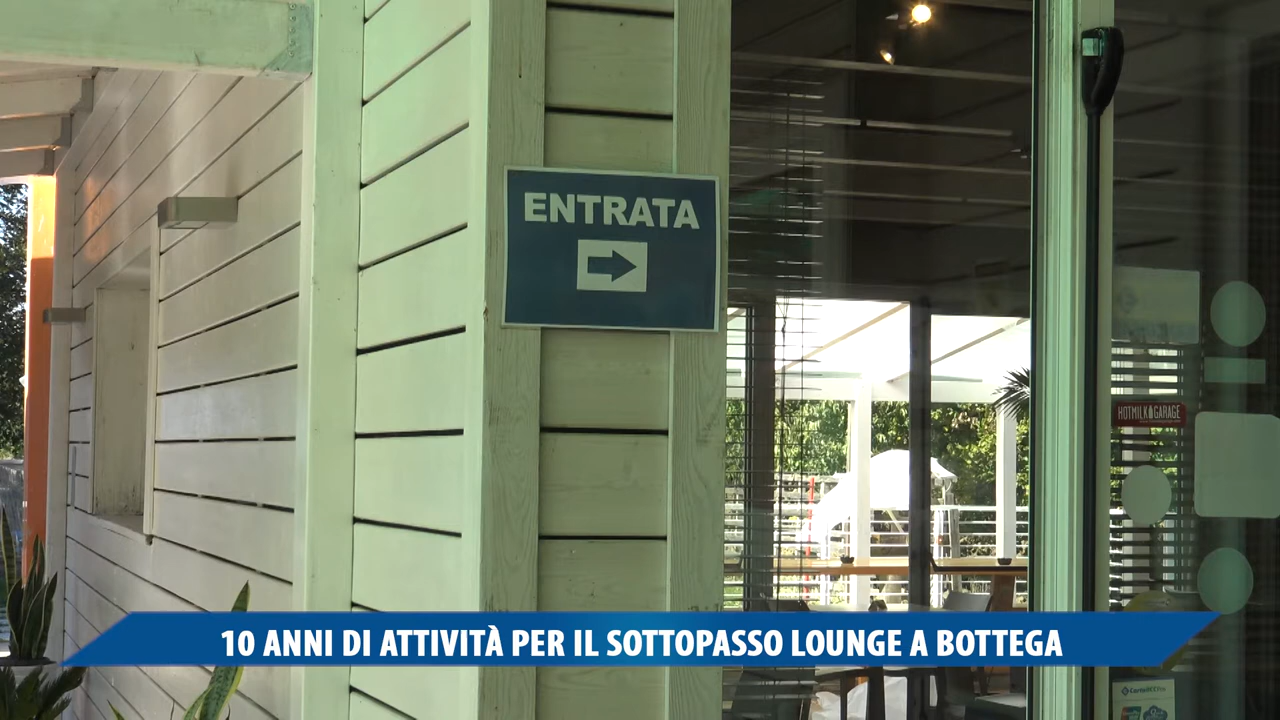 ENTRATA
HOTMILK GARAGE
10 ANNI DI ATTIVITÀ PER IL SOTTOPASSO LOUNGE A BOTTEGA